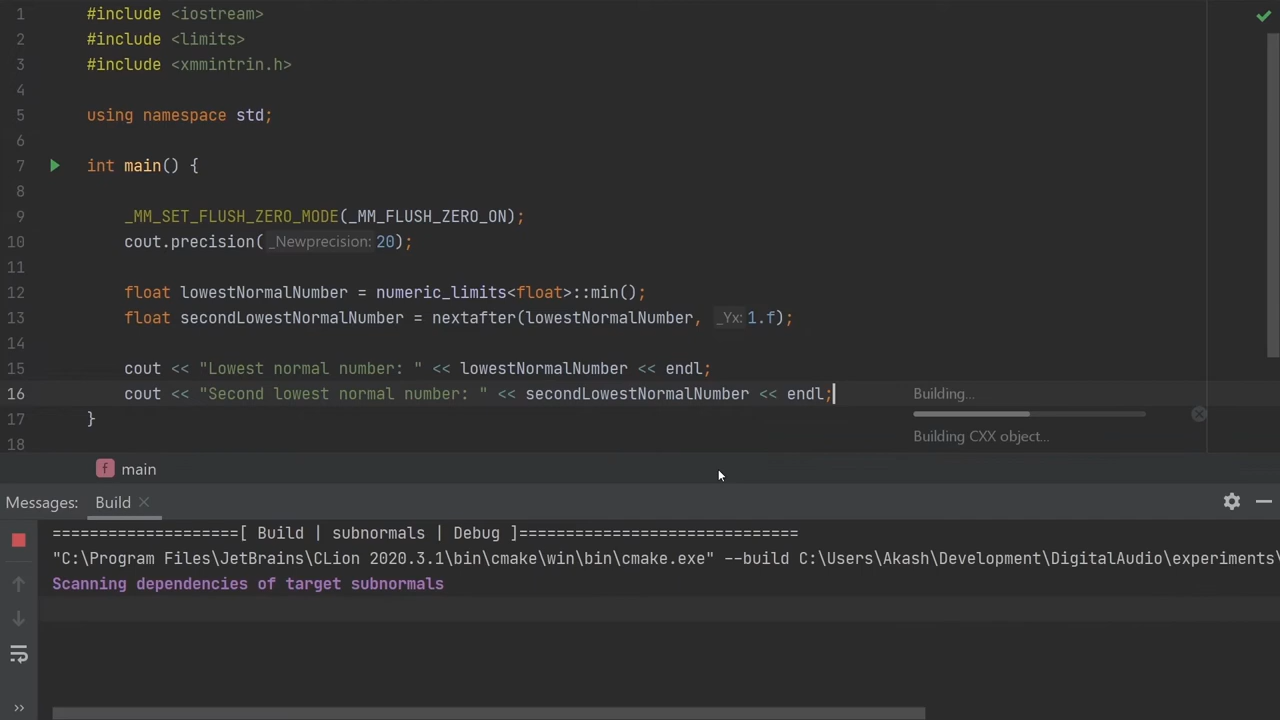 1 #include <iostream>
2 #include <limits>
3 #include <xmmintrin.h>
4
5 using namespace std;
6
7 int main() {
8
9 _MM_SET_FLUSH_ZERO_MODE(_MM_FLUSH_ZERO_ON);
10 cout.precision( _Newprecision: 20);
11
12 float lowestNormalNumber = numeric_limits<float>::min();
13 float secondLowestNormalNumber = nextafter(lowestNormalNumber, _Yx: 1.f);
14
15 cout << "Lowest normal number: " << lowestNormalNumber << endl;
16 cout << "Second lowest normal number: " << secondLowestNormalNumber << endl;
Building...
17 }
Building CXX object...
18
f main
Messages: Build
====================[ Build | subnormals | Debug ]=============================
"C:\Program Files\JetBrains\CLion 2020.3.1\bin\cmake\win\bin\cmake.exe" --build C:\Users\Akash\Development\DigitalAudio\experiments\
Scanning dependencies of target subnormals